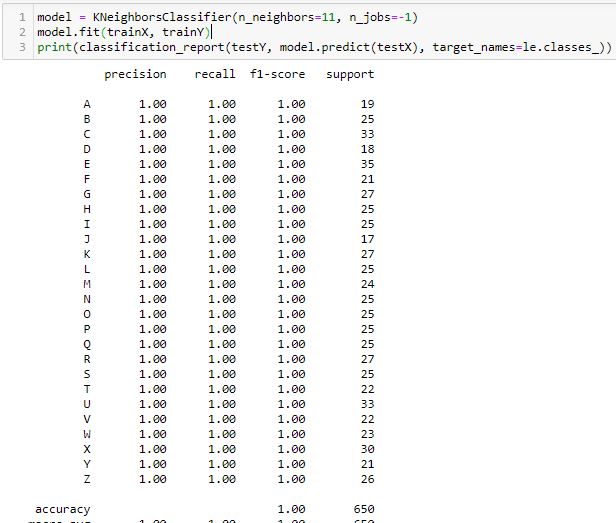 1 model = KNeighborsClassifier(n_neighbors=11, n_jobs=-1)
2 model.fit(trainX, trainY)
3 print(classification_report(testY, model.predict(testX), target_names=le.classes_))
precision recall f1-score support
A 1.00 1.00 1.00 19
B 1.00 1.00 1.00 25
C 1.00 1.00 1.00 33
D 1.00 1.00 1.00 18
E 1.00 1.00 1.00 35
F 1.00 1.00 1.00 21
G 1.00 1.00 1.00 27
H 1.00 1.00 1.00 25
I 1.00 1.00 1.00 25
J 1.00 1.00 1.00 17
K 1.00 1.00 1.00 27
L 1.00 1.00 1.00 25
M 1.00 1.00 1.00 24
N 1.00 1.00 1.00 25
O 1.00 1.00 1.00 25
P 1.00 1.00 1.00 25
Q 1.00 1.00 1.00 25
R 1.00 1.00 1.00 27
S 1.00 1.00 1.00 25
T 1.00 1.00 1.00 22
U 1.00 1.00 1.00 33
V 1.00 1.00 1.00 22
W 1.00 1.00 1.00 23
X 1.00 1.00 1.00 30
Y 1.00 1.00 1.00 21
Z 1.00 1.00 1.00 26
accuracy 1.00 650